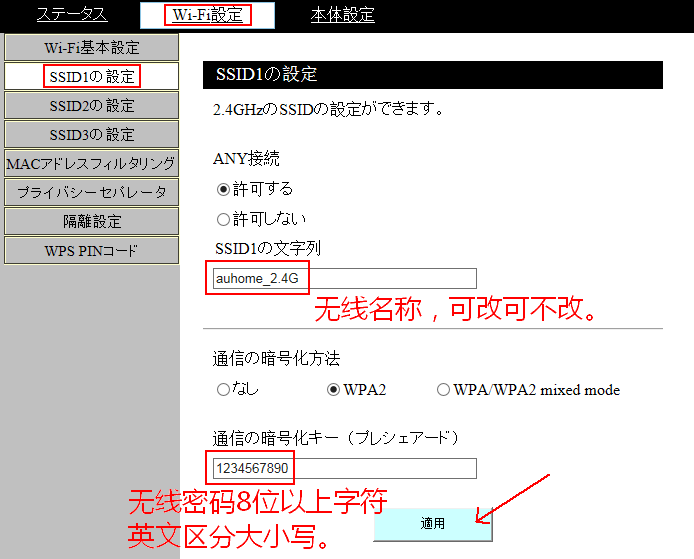 ステータス
Wi-Fi設定
本体設定
Wi-Fi基本設定
SSID1の設定
SSID2の設定
SSID3の設定
MACアドレスフィルタリング
プライバシーセパレータ
隔離設定
WPS PINコード
SSID1の設定
2.4GHzのSSIDの設定ができます。
ANY接続
許可する
許可しない
SSID1の文字列
auhome_2.4G
无线名称，可改可不改。
通信の暗号化方法
なし
WPA2
WPA/WPA2 mixed mode
通信の暗号化キー（プレシェアード）
1234567890
无线密码8位以上字符
英文区分大小写。
適用